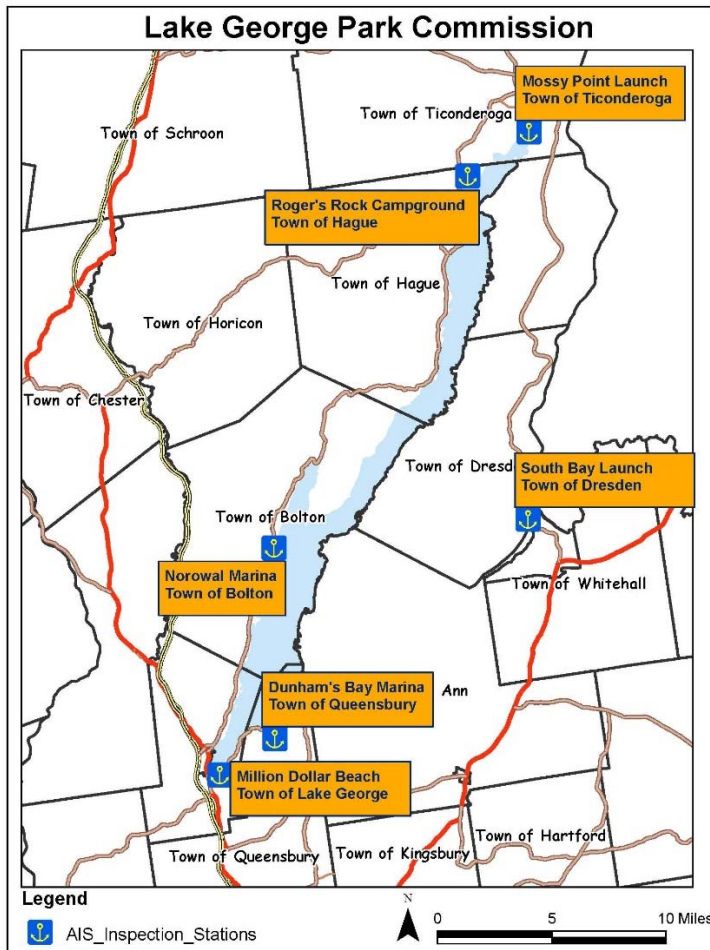 Lake George Park Commission
Mossy Point Launch
Town of Ticonderoga
Town of Ticonderoga
Town of Schroon
Roger's Rock Campground
Town of Hague
Town of Hague
Town of Horicon
Town of Chester
Town of Dresd
South Bay Launch
Town of Dresden
Town of Bolton
Norowal Marina
Town of Bolton
Town of Whitehall
Dunham's Bay Marina
Town of Queensbury
Ann
Million Dollar Beach
Town of Lake George
Town of Hartford
Town of Queensbury
Town of Kingsbury
Legend
AIS_Inspection_Stations
N
0 5 10 Miles